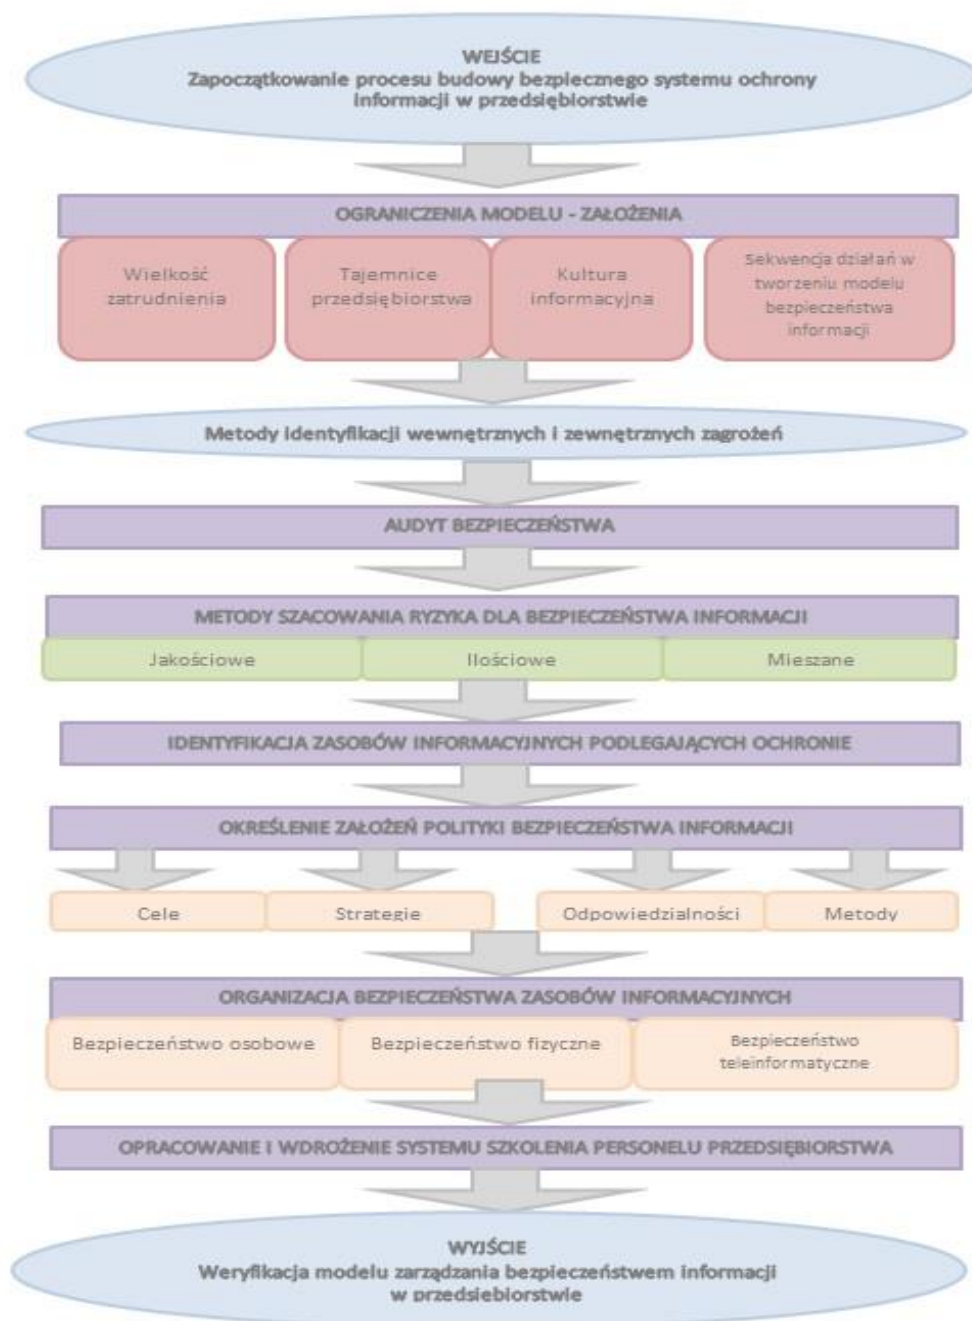 WEJŚCIE
Zapoczątkowanie procesu budowy bezpiecznego systemu ochrony
informacji w przedsiębiorstwie
OGRANICZENIA MODELU - ZAŁOŻENIA
Wielkość
zatrudnienia
Tajemnice
przedsiębiorstwa
Kultura
informacyjna
Sekwencja działań w
tworzeniu modelu
bezpieczeństwa
informacji
Metody identyfikacji wewnętrznych i zewnętrznych zagrożeń
AUDYT BEZPIECZEŃSTWA
METODY SZACOWANIA RYZYKA DLA BEZPIECZEŃSTWA INFORMACJI
Jakościowe
Ilościowe
Mieszane
IDENTYFIKACJA ZASOBÓW INFORMACYJNYCH PODLEGAJĄCYCH OCHRONIE
OKREŚLENIE ZAŁOŻEŃ POLITYKI BEZPIECZEŃSTWA INFORMACJI
Cele
Strategie
Odpowiedzialności
Metody
ORGANIZACJA BEZPIECZEŃSTWA ZASOBÓW INFORMACYJNYCH
Bezpieczeństwo osobowe
Bezpieczeństwo fizyczne
Bezpieczeństwo
teleinformatyczne
OPRACOWANIE I WDROŻENIE SYSTEMU SZKOLENIA PERSONELU PRZEDSIĘBIORSTWA
WYJŚCIE
Weryfikacja modelu zarządzania bezpieczeństwem informacji
w przedsiebiorstwie